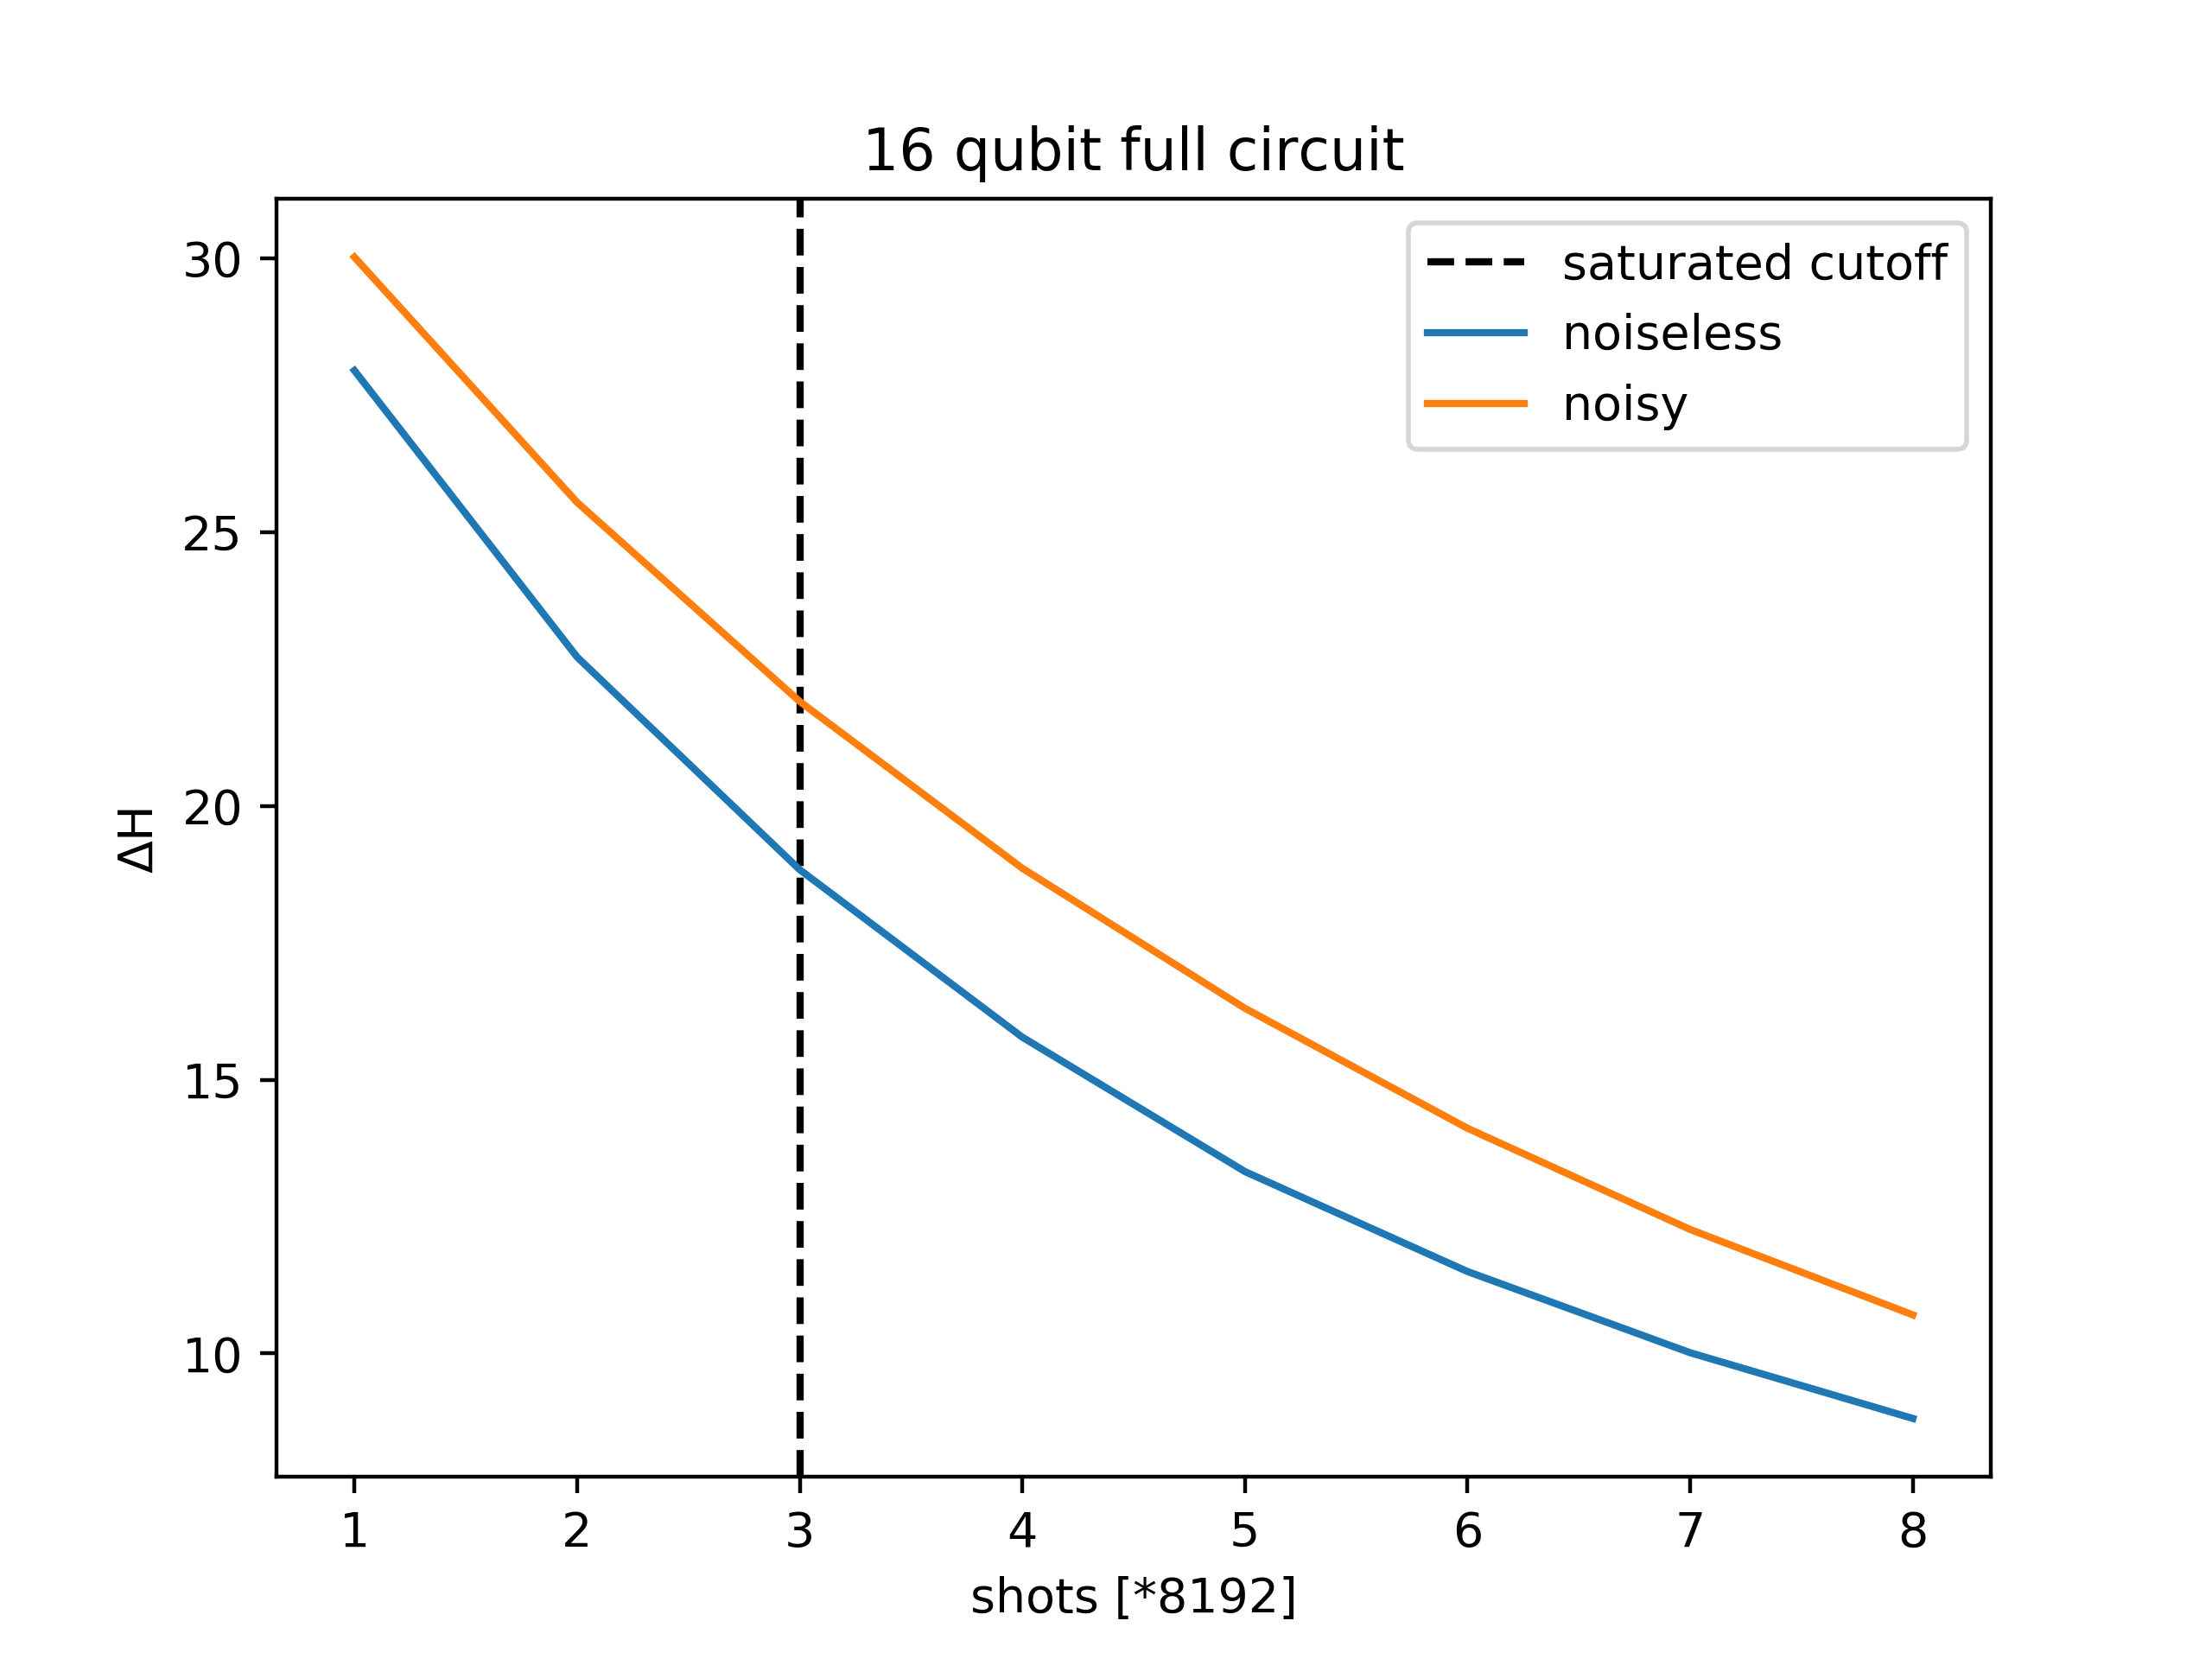 16 qubit full circuit
saturated cutoff
noiseless
noisy
30
25
20
15
10
ΔH
1 2 3 4 5 6 7 8
shots [*8192]